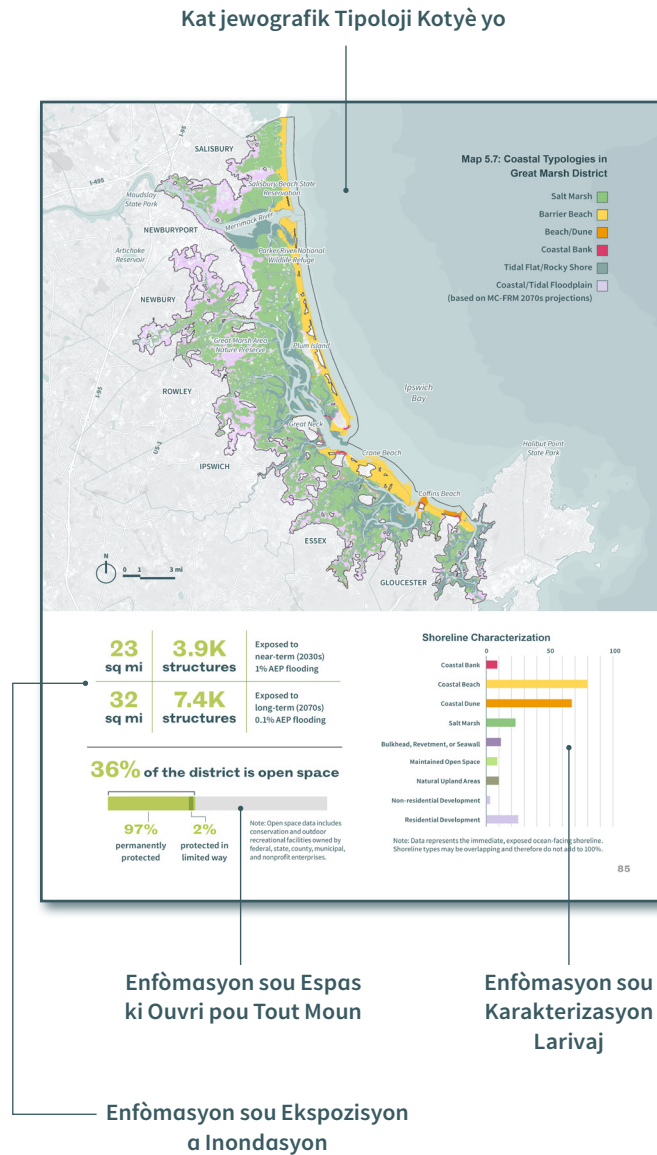 Kat jewografik Tipoloji Kotyè yo
Map 5.7: Coastal Typologies in
Great Marsh District
Salt Marsh
Barrier Beach
Beach/Dune
Coastal Bank
Tidal Flat/Rocky Shore
Coastal/Tidal Floodplain
(based on MC-FRM 2070s projections)
I-95
I-495
SALISBURY
Maudslay
State Park
Salisbury Beach State
Reservation
Merrimack River
NEWBURYPORT
Artichoke
Reservoir
Parker River National
Wildlife Refuge
NEWBURY
Great Marsh Area
Nature Preserve
Plum Island
I-95
ROWLEY
Ipswich
Bay
US-1
Great Neck
Halibut Point
State Park
IPSWICH
Crane Beach
Coffins Beach
ESSEX
GLOUCESTER
N
0 1 3 mi
23
sq mi
3.9K
structures
Exposed to
near-term (2030s)
1% AEP flooding
32
sq mi
7.4K
structures
Exposed to
long-term (2070s)
0.1% AEP flooding
36% of the district is open space
97%
permanently
protected
2%
protected in
limited way
Note: Open space data includes
conservation and outdoor
recreational facilities owned by
federal, state, county, municipal,
and nonprofit enterprises.
Shoreline Characterization
0 50 100
Coastal Bank
Coastal Beach
Coastal Dune
Salt Marsh
Bulkhead, Revetment, or Seawall
Maintained Open Space
Natural Upland Areas
Non-residential Development
Residential Development
Note: Data represents the immediate, exposed ocean-facing shoreline.
Shoreline types may be overlapping and therefore do not add to 100%.
85
Enfòmasyon sou Espas
ki Ouvri pou Tout Moun
Enfòmasyon sou
Karakterizasyon
Larivaj
Enfòmasyon sou Ekspozisyon
a Inondasyon